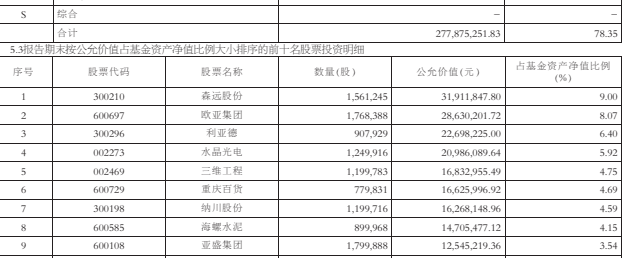 S 综合 – –
合计 277,875,251.83 78.35
5.3报告期末按公允价值占基金资产净值比例大小排序的前十名股票投资明细
序号 股票代码 股票名称 数量(股) 公允价值(元) 占基金资产净值比例
(%)
1 300210 森远股份 1,561,245 31,911,847.80 9.00
2 600697 欧亚集团 1,768,388 28,630,201.72 8.07
3 300296 利亚德 907,929 22,698,225.00 6.40
4 002273 水晶光电 1,249,916 20,986,089.64 5.92
5 002469 三维工程 1,199,783 16,832,955.49 4.75
6 600729 重庆百货 779,831 16,625,996.92 4.69
7 300198 纳川股份 1,199,716 16,268,148.96 4.59
8 600585 海螺水泥 899,968 14,705,477.12 4.15
9 600108 亚盛集团 1,799,888 12,545,219.36 3.54